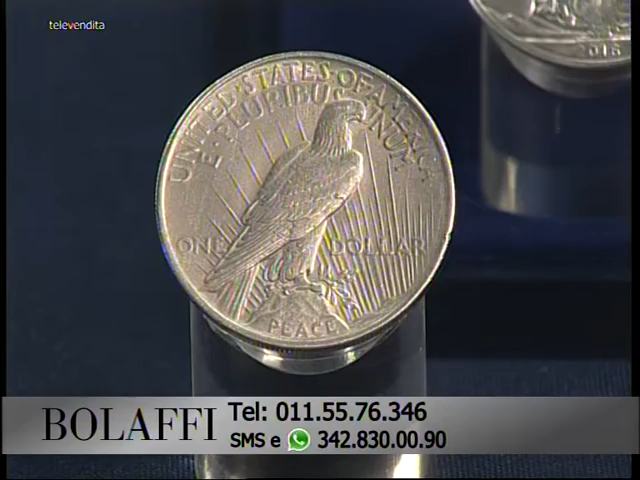 televendita
2016
UNITED·STATES·OF·AMERICA
E·PLURIBUS UNUM
ONE DOLLAR
PEACE
BOLAFFI
Tel: 011.55.76.346
SMS e 342.830.00.90